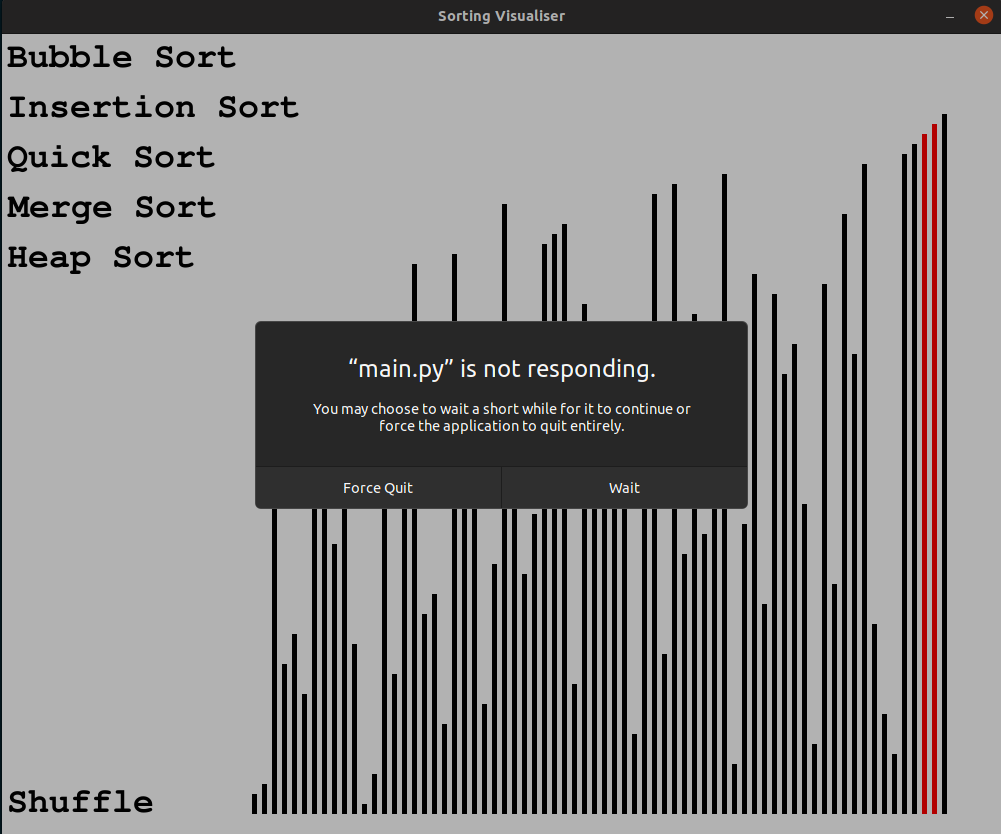 Sorting Visualiser
Bubble Sort
Insertion Sort
Quick Sort
Merge Sort
Heap Sort
“main.py” is not responding.
You may choose to wait a short while for it to continue or
force the application to quit entirely.
Force Quit
Wait
Shuffle